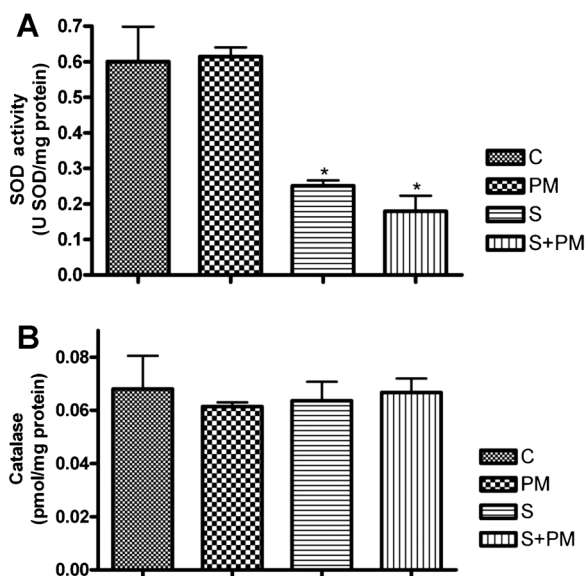 A
SOD activity
(U SOD/mg protein)
0.7
0.6
0.5
0.4
0.3
0.2
0.1
0.0
*
*
C
PM
S
S+PM
B
Catalase
(pmol/mg protein)
0.08
0.06
0.04
0.02
0.00
C
PM
S
S+PM